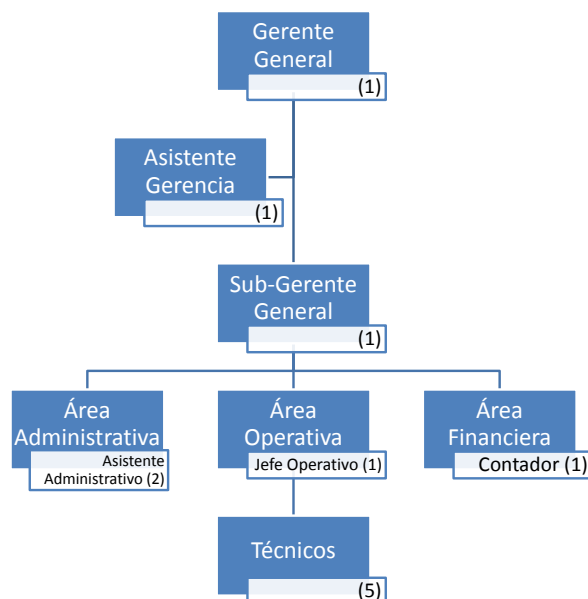 Gerente
General
(1)
Asistente
Gerencia
(1)
Sub-Gerente
General
(1)
Área
Administrativa
Asistente
Administrativo (2)
Área
Operativa
Jefe Operativo (1)
Área
Financiera
Contador (1)
Técnicos
(5)